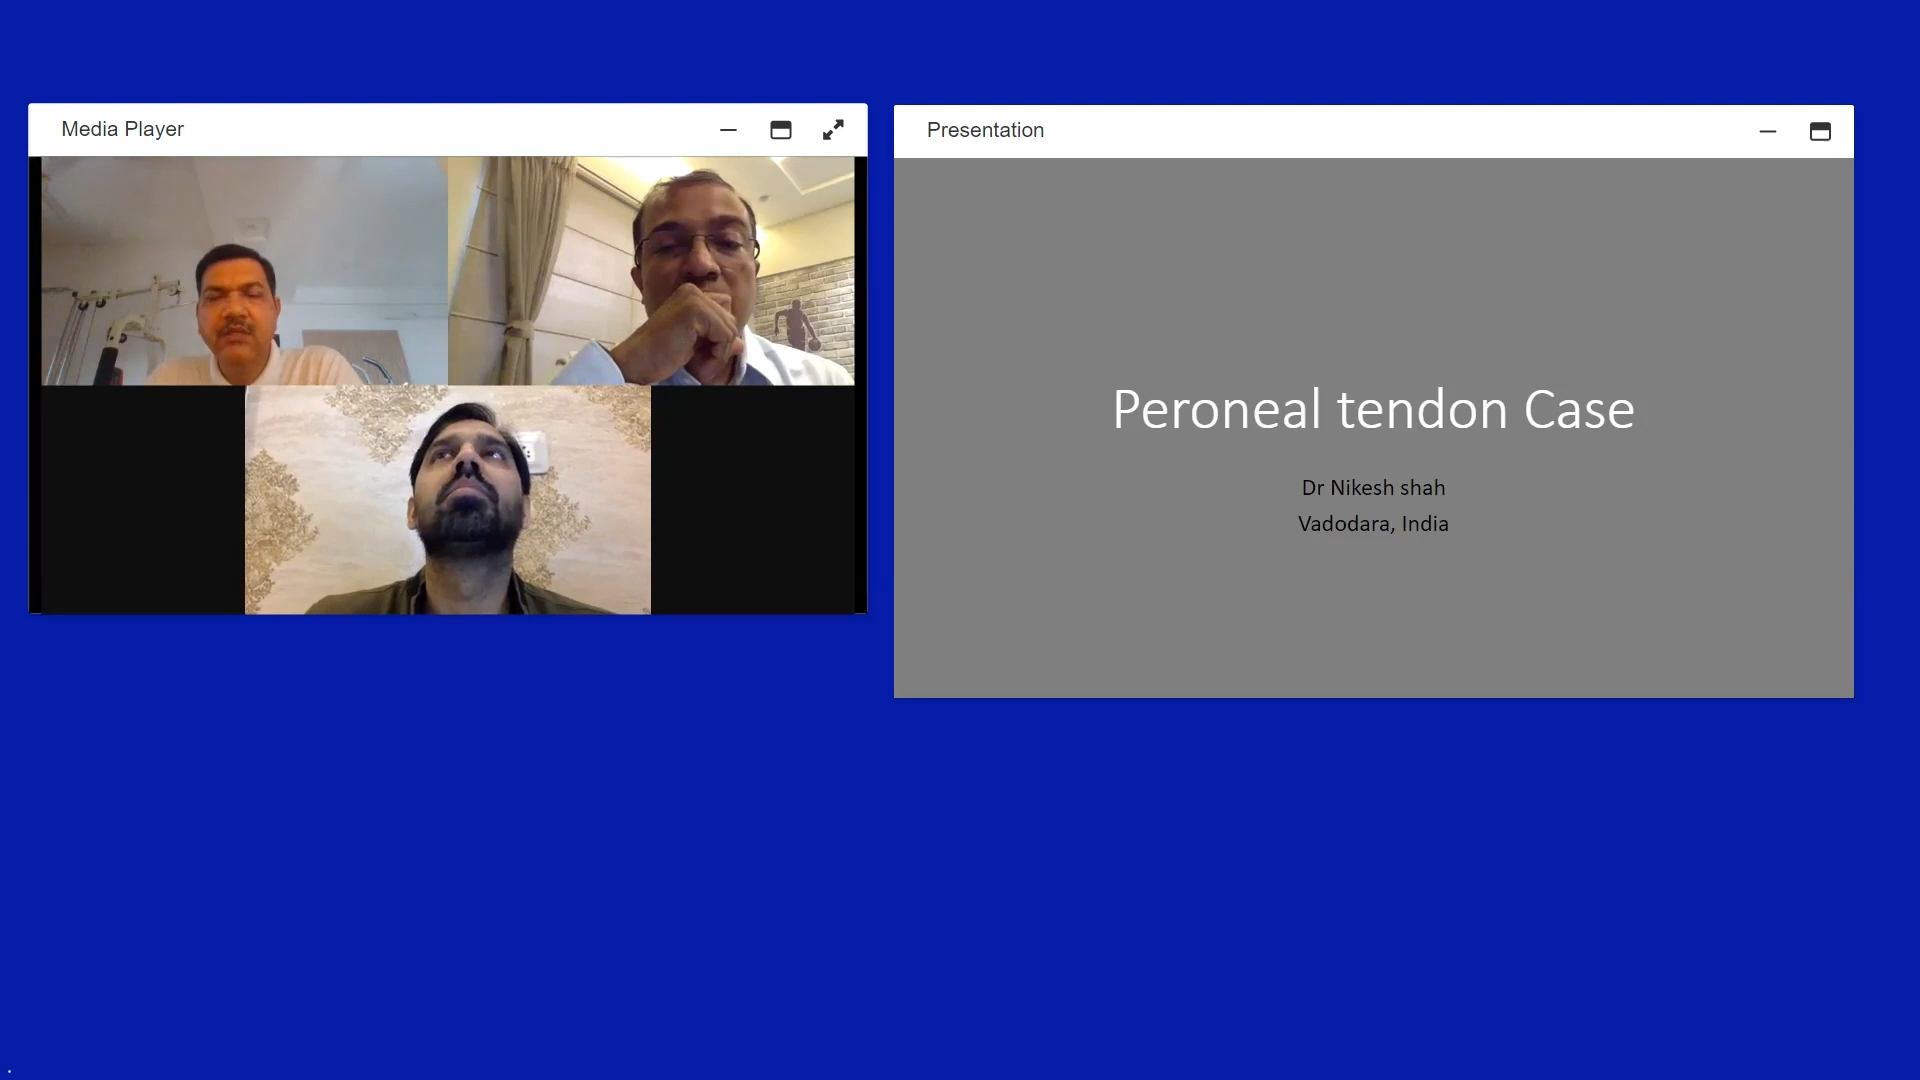 Media Player
Presentation
Peroneal tendon Case
Dr Nikesh shah
Vadodara, India